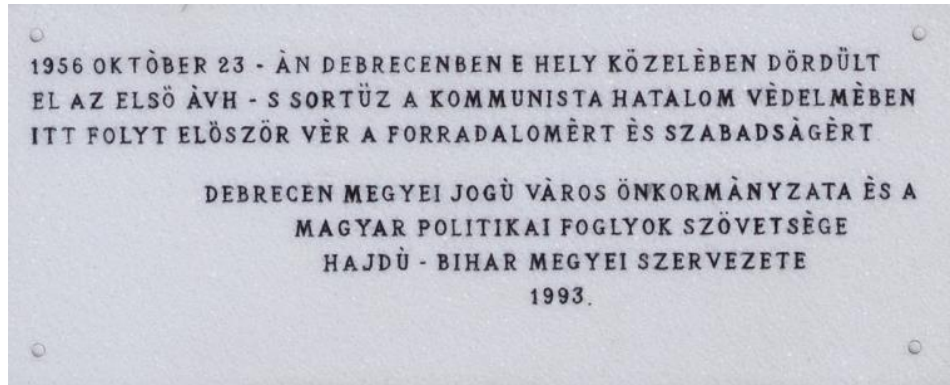 1956 OKTÒBER 23 - ÀN DEBRECENBEN E HELY KÖZELÈBEN DÖRDÜLT
EL AZ ELSÖ ÀVH - S SORTÜZ A KOMMUNISTA HATALOM VÈDELMÈBEN
ITT FOLYT ELÖSZÖR VÈR A FORRADALOMÈRT ÈS SZABADSÀGÈRT
DEBRECEN MEGYEI JOGÙ VÀROS ÖNKORMÀNYZATA ÈS A
MAGYAR POLITIKAI FOGLYOK SZÖVETSÈGE
HAJDÙ - BIHAR MEGYEI SZERVEZETE
1993.